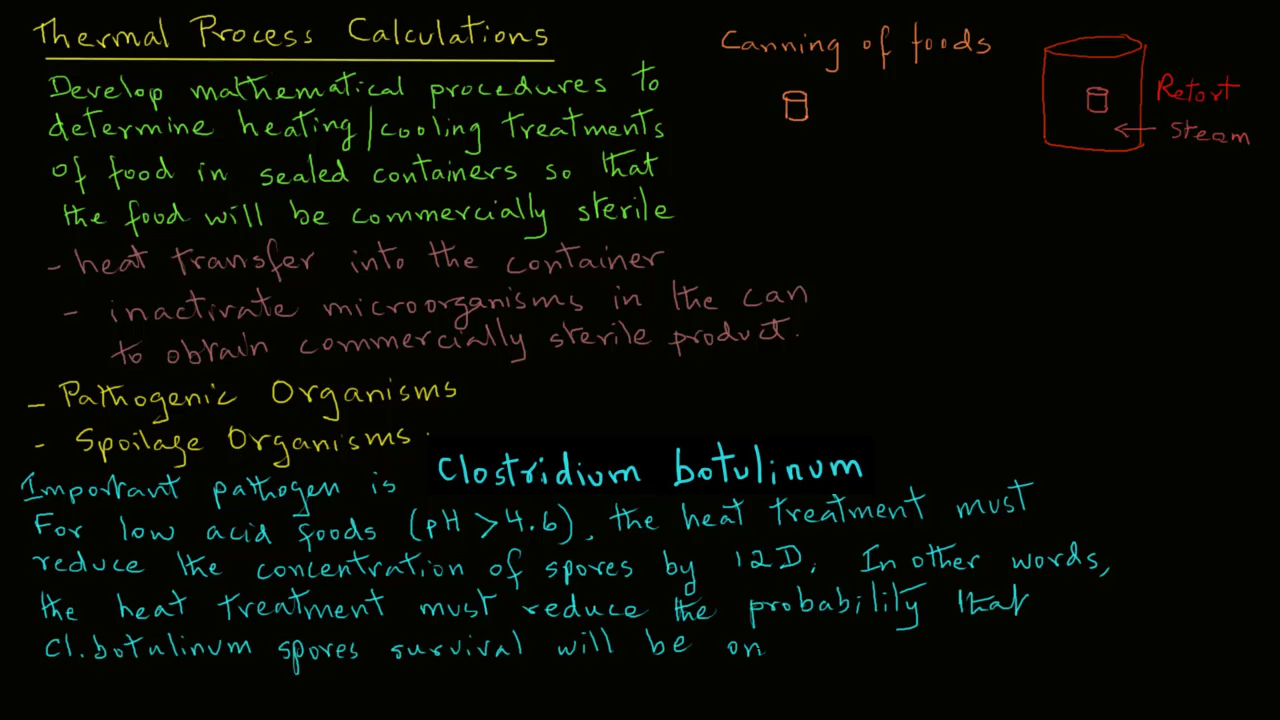 Thermal Process Calculations
Develop mathematical procedures to
determine heating/cooling treatments
of food in sealed containers so that
the food will be commercially sterile
- heat transfer into the container
- inactivate microorganisms in the can
to obtain commercially sterile product.
- Pathogenic Organisms
- Spoilage Organisms.
Important pathogen is Clostridium botulinum
For low acid foods (pH >4.6), the heat treatment must
reduce the concentration of spores by 12D. In other words,
the heat treatment must reduce the probability that
Cl.botulinum spores survival will be on
Canning of foods
Retort
steam